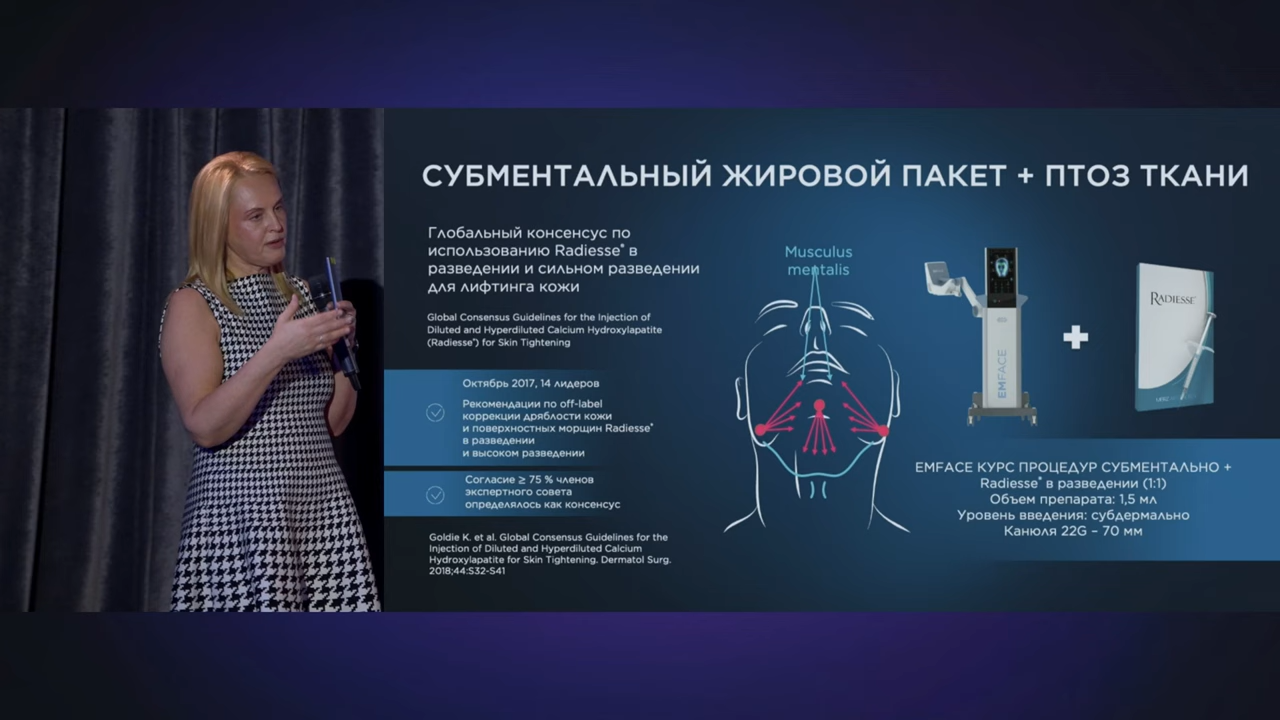 СУБМЕНТАЛЬНЫЙ ЖИРОВОЙ ПАКЕТ + ПТОЗ ТКАНИ
Глобальный консенсус по
использованию Radiesse® в
разведении и сильном разведении
для лифтинга кожи
Global Consensus Guidelines for the Injection of
Diluted and Hyperdiluted Calcium Hydroxylapatite
(Radiesse®) for Skin Tightening
Октябрь 2017, 14 лидеров
Рекомендации по off-label
коррекции дряблости кожи
и поверхностных морщин Radiesse®
в разведении
и высоком разведении
Согласие ≥ 75 % членов
экспертного совета
определялось как консенсус
Goldie K. et al. Global Consensus Guidelines for the
Injection of Diluted and Hyperdiluted Calcium
Hydroxylapatite for Skin Tightening. Dermatol Surg.
2018;44:S32-S41
Musculus
mentalis
EMFACE
+
RADIESSE
EMFACE КУРС ПРОЦЕДУР СУБМЕНТАЛЬНО +
Radiesse® в разведении (1:1)
Объем препарата: 1,5 мл
Уровень введения: субдермально
Канюля 22G – 70 мм